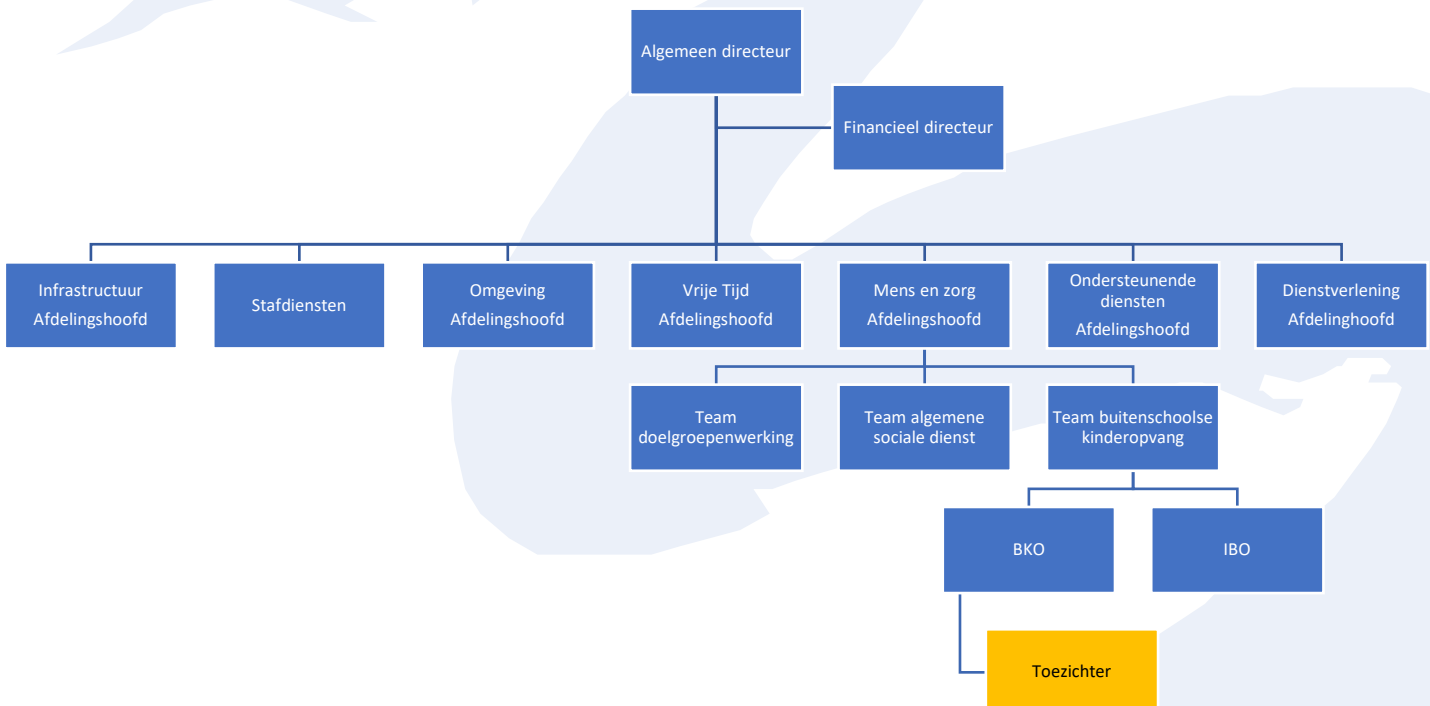 Algemeen directeur
Financieel directeur
Infrastructuur
Afdelingshoofd
Stafdiensten
Omgeving
Afdelingshoofd
Vrije Tijd
Afdelingshoofd
Mens en zorg
Afdelingshoofd
Ondersteunende
diensten
Afdelingshoofd
Dienstverlening
Afdelinghoofd
Team
doelgroepenwerking
Team algemene
sociale dienst
Team buitenschoolse
kinderopvang
BKO
IBO
Toezichter